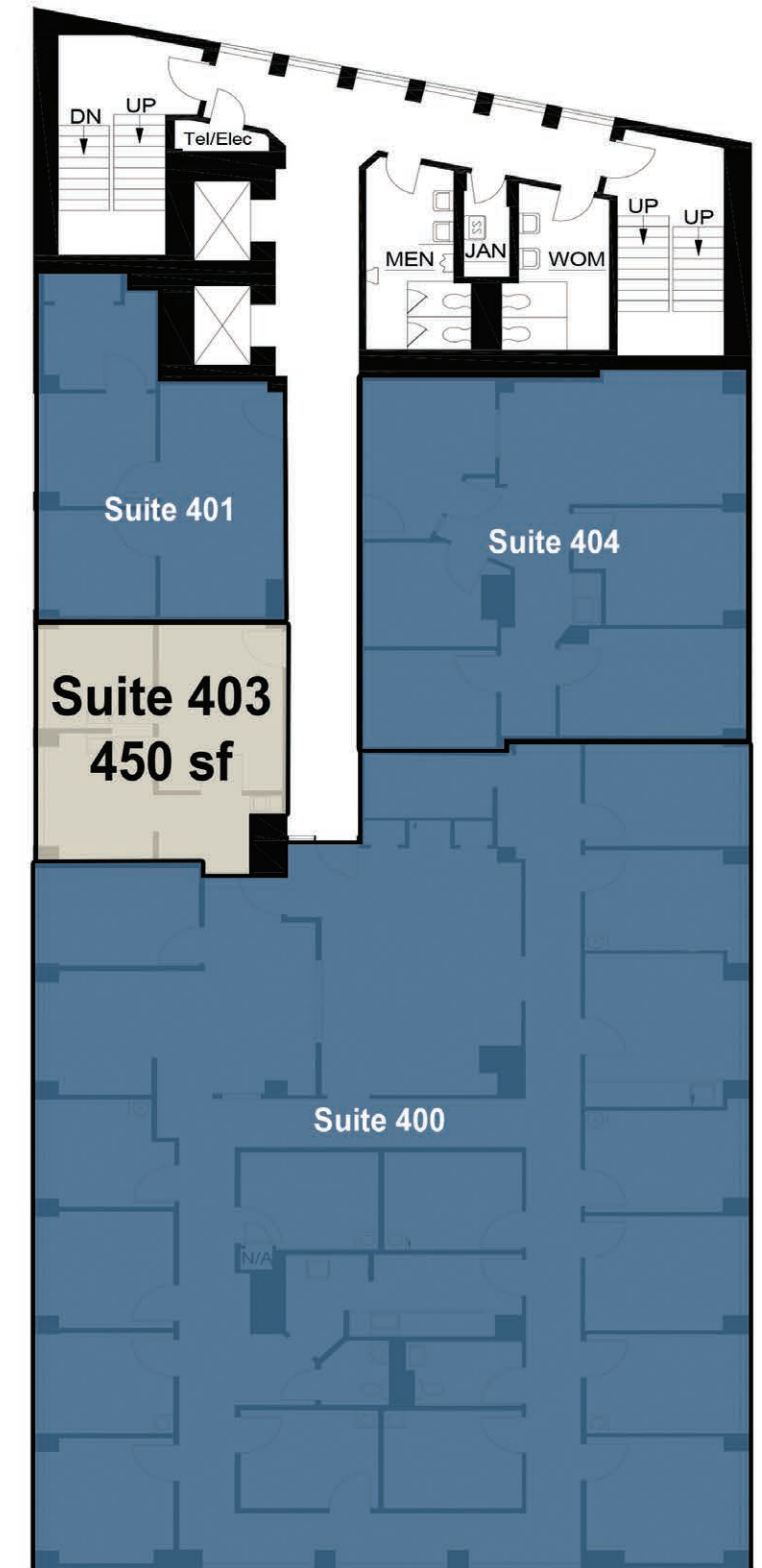 DN
UP
Tel/Elec
UP
UP
MEN
JAN
WOM
Suite 401
Suite 404
Suite 403
450 sf
Suite 400
N/A